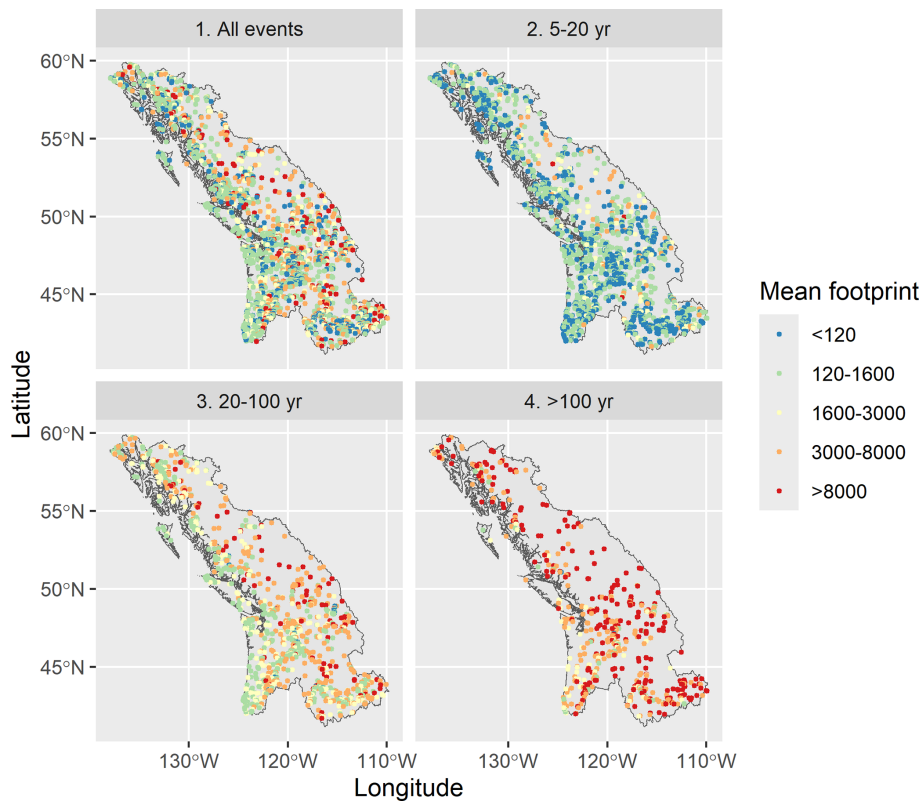 1. All events
2. 5-20 yr
60°N
55°N
50°N
45°N
3. 20-100 yr
4. >100 yr
60°N
55°N
50°N
45°N
130°W
120°W
110°W
130°W
120°W
110°W
Longitude
Latitude
Mean footprint
<120
120-1600
1600-3000
3000-8000
>8000